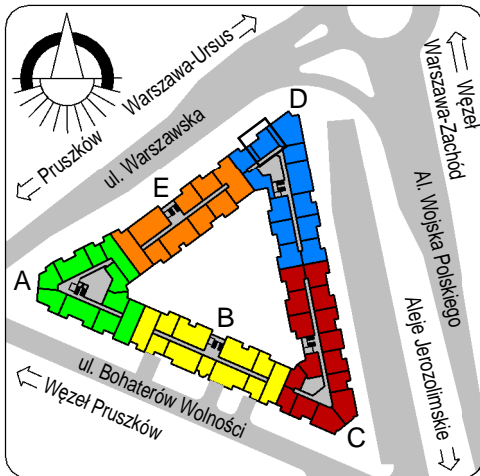 Warszawa-Ursus
Pruszków
ul. Warszawska
Węzeł
Warszawa-Zachód
D
E
Al. Wojska Polskiego
A
B
Aleje Jerozolimskie
ul. Bohaterów Wolności
Węzeł Pruszków
C